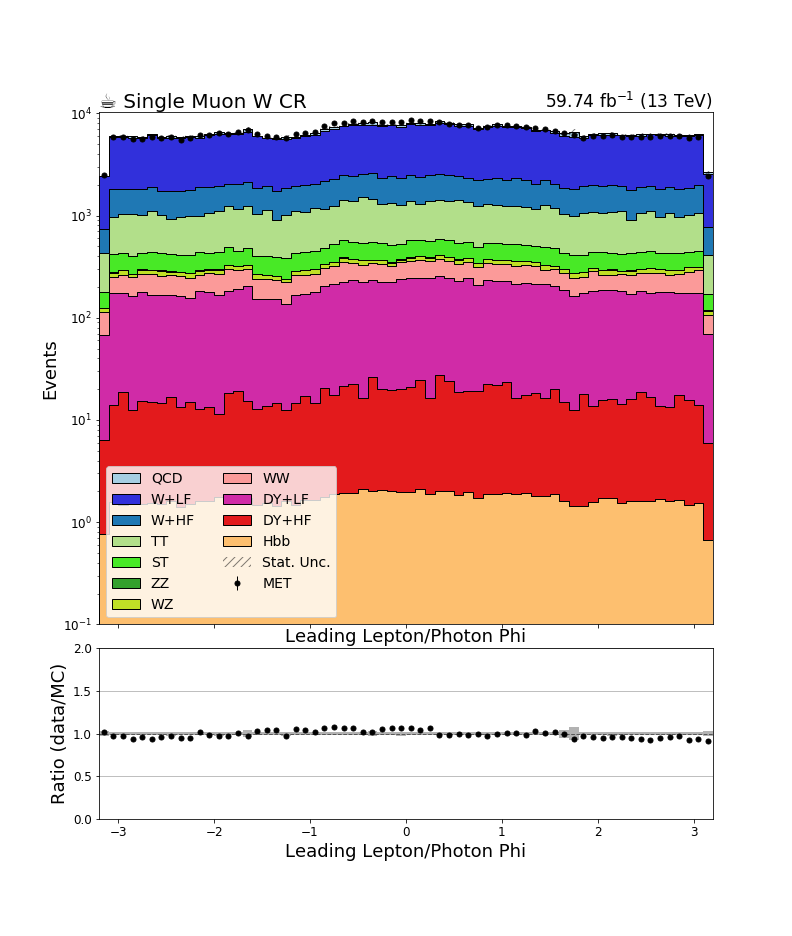 ☕ Single Muon W CR
59.74 fb⁻¹ (13 TeV)
Events
10⁴
10³
10²
10¹
10⁰
10⁻¹
QCD
W+LF
W+HF
TT
ST
ZZ
WZ
WW
DY+LF
DY+HF
Hbb
Stat. Unc.
MET
Leading Lepton/Photon Phi
Ratio (data/MC)
2.0
1.5
1.0
0.5
0.0
−3 −2 −1 0 1 2 3
Leading Lepton/Photon Phi